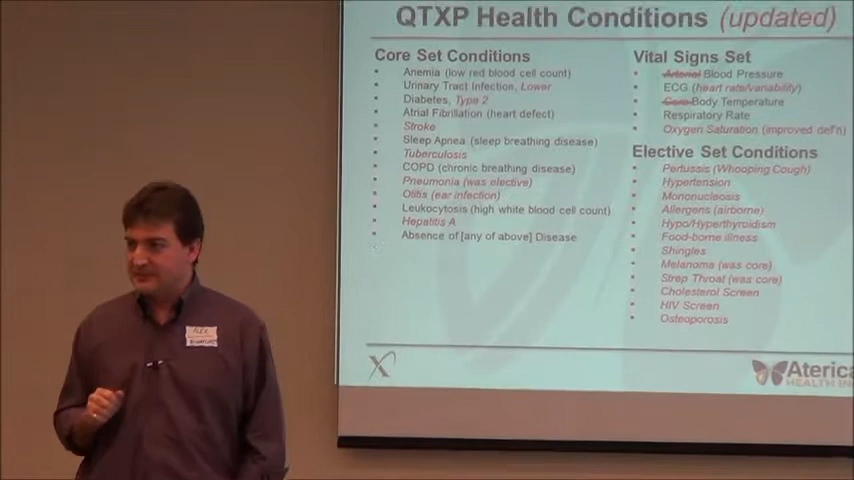 QTXP Health Conditions (updated)
Core Set Conditions
Anemia (low red blood cell count)
Urinary Tract Infection, Lower
Diabetes, Type 2
Atrial Fibrillation (heart defect)
Stroke
Sleep Apnea (sleep breathing disease)
Tuberculosis
COPD (chronic breathing disease)
Pneumonia (was elective)
Otitis (ear infection)
Leukocytosis (high white blood cell count)
Hepatitis A
Absence of [any of above] Disease
Vital Signs Set
Arterial Blood Pressure
ECG (heart rate/variability)
Core Body Temperature
Respiratory Rate
Oxygen Saturation (improved def'n)
Elective Set Conditions
Pertussis (Whooping Cough)
Hypertension
Mononucleosis
Allergens (airborne)
Hypo/Hyperthyroidism
Food-borne illness
Shingles
Melanoma (was core)
Strep Throat (was core)
Cholesterol Screen
HIV Screen
Osteoporosis
X
Aterica
HEALTH IN
ALEX